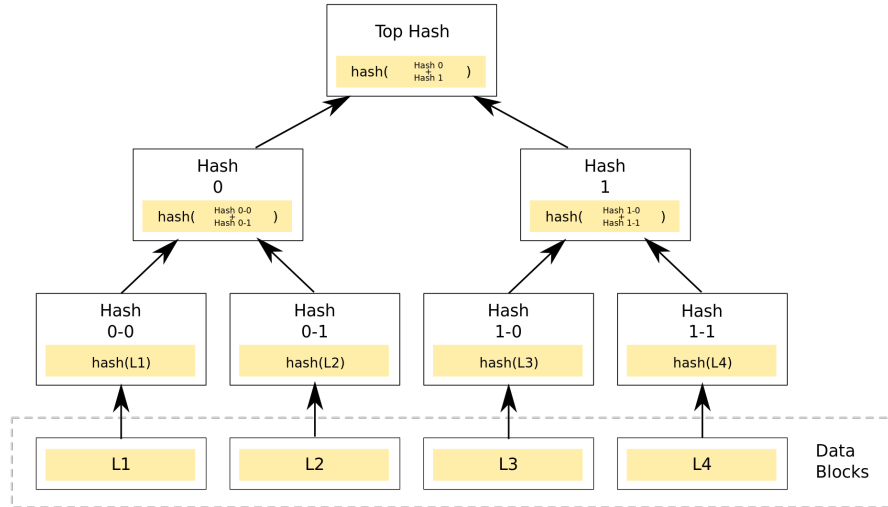 Top Hash
hash( Hash 0 + Hash 1 )
Hash
0
hash( Hash 0-0 + Hash 0-1 )
Hash
1
hash( Hash 1-0 + Hash 1-1 )
Hash
0-0
hash(L1)
Hash
0-1
hash(L2)
Hash
1-0
hash(L3)
Hash
1-1
hash(L4)
L1
L2
L3
L4
Data
Blocks